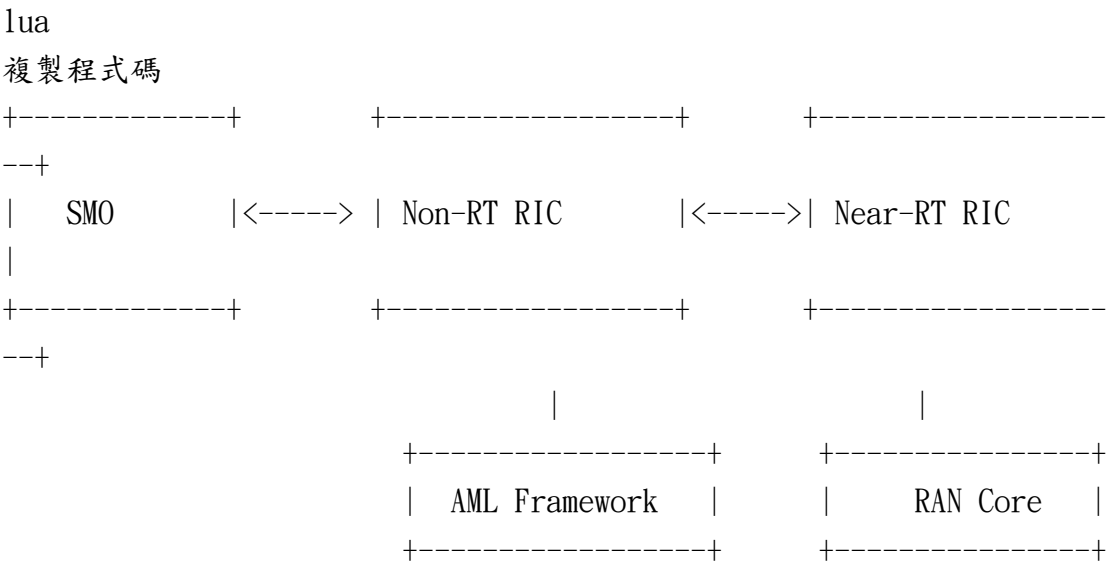 lua
複製程式碼
+-------------+         +------------------+        +------------------
--+
|   SMO       |<-----> | Non-RT RIC       |<----->| Near-RT RIC
|
+-------------+         +------------------+        +------------------
--+
                                   |                       |
                          +------------------+      +----------------+
                          |  AML Framework   |      |     RAN Core   |
                          +------------------+      +----------------+